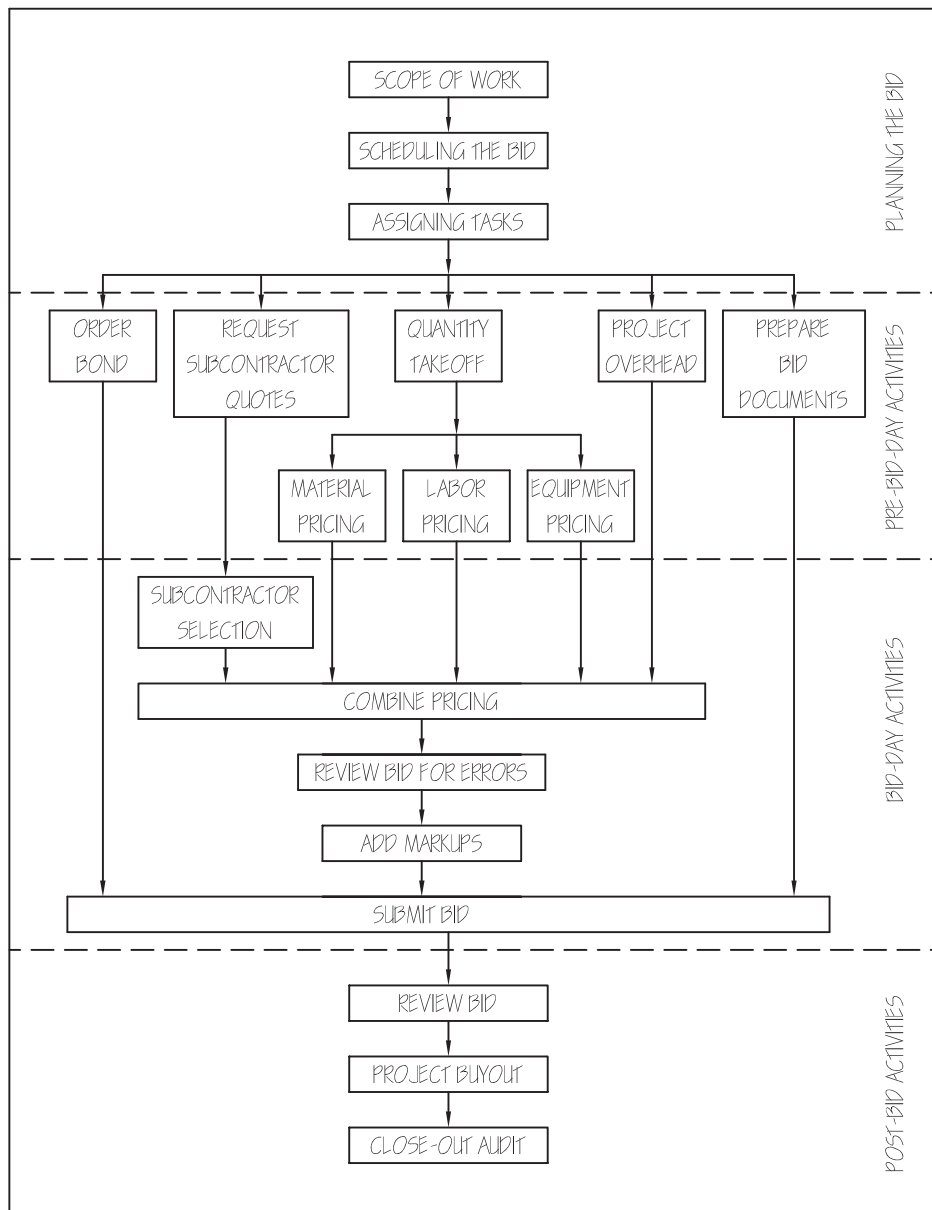 SCOPE OF WORK
SCHEDULING THE BID
ASSIGNING TASKS
PLANNING THE BID
ORDER
BOND
REQUEST
SUBCONTRACTOR
QUOTES
QUANTITY
TAKEOFF
PROJECT
OVERHEAD
PREPARE
BID
DOCUMENTS
MATERIAL
PRICING
LABOR
PRICING
EQUIPMENT
PRICING
PRE-BID-DAY ACTIVITIES
SUBCONTRACTOR
SELECTION
COMBINE PRICING
REVIEW BID FOR ERRORS
ADD MARKUPS
SUBMIT BID
BID-DAY ACTIVITIES
REVIEW BID
PROJECT BUYOUT
CLOSE-OUT AUDIT
POST-BID ACTIVITIES